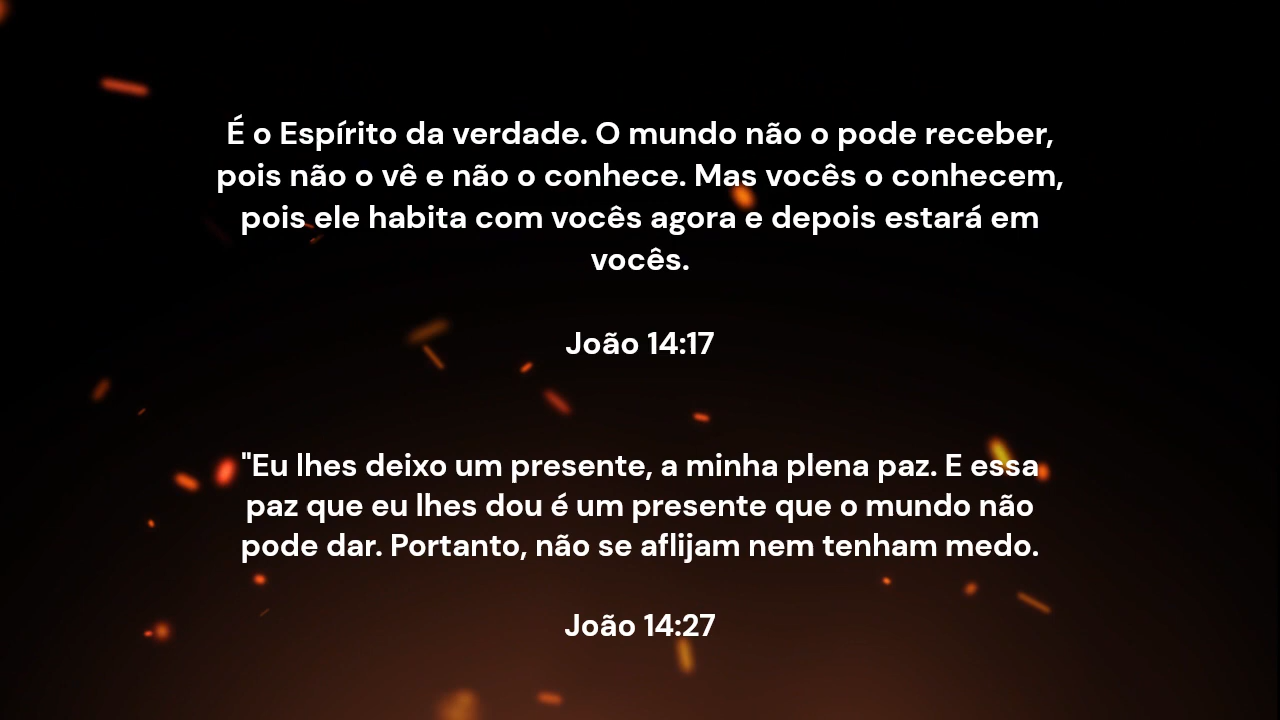 É o Espírito da verdade. O mundo não o pode receber,
pois não o vê e não o conhece. Mas vocês o conhecem,
pois ele habita com vocês agora e depois estará em
vocês.
João 14:17
"Eu lhes deixo um presente, a minha plena paz. E essa
paz que eu lhes dou é um presente que o mundo não
pode dar. Portanto, não se aflijam nem tenham medo.
João 14:27